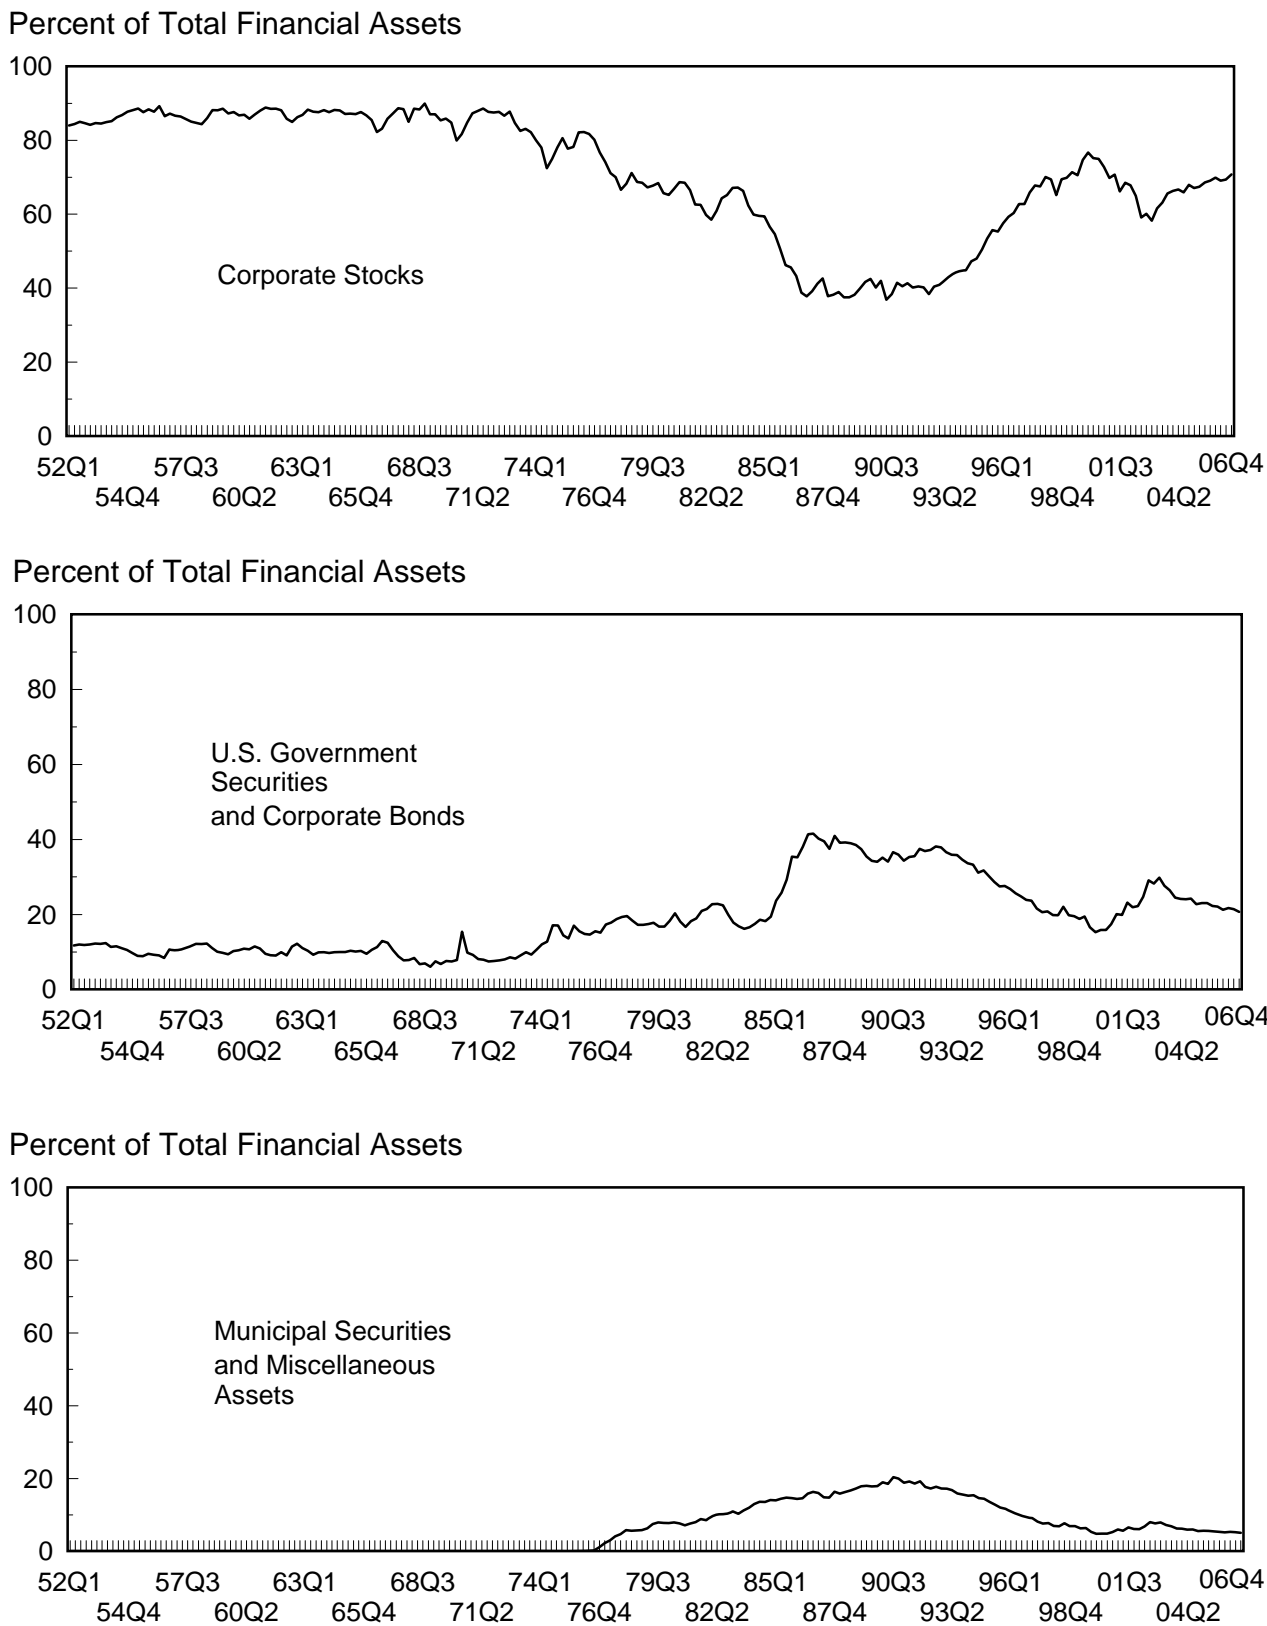 Percent of Total Financial Assets
100
80
60
40
20
0
Corporate Stocks
52Q1 57Q3 63Q1 68Q3 74Q1 79Q3 85Q1 90Q3 96Q1 01Q3 06Q4
54Q4 60Q2 65Q4 71Q2 76Q4 82Q2 87Q4 93Q2 98Q4 04Q2
Percent of Total Financial Assets
100
80
60
40
20
0
U.S. Government
Securities
and Corporate Bonds
52Q1 57Q3 63Q1 68Q3 74Q1 79Q3 85Q1 90Q3 96Q1 01Q3 06Q4
54Q4 60Q2 65Q4 71Q2 76Q4 82Q2 87Q4 93Q2 98Q4 04Q2
Percent of Total Financial Assets
100
80
60
40
20
0
Municipal Securities
and Miscellaneous
Assets
52Q1 57Q3 63Q1 68Q3 74Q1 79Q3 85Q1 90Q3 96Q1 01Q3 06Q4
54Q4 60Q2 65Q4 71Q2 76Q4 82Q2 87Q4 93Q2 98Q4 04Q2